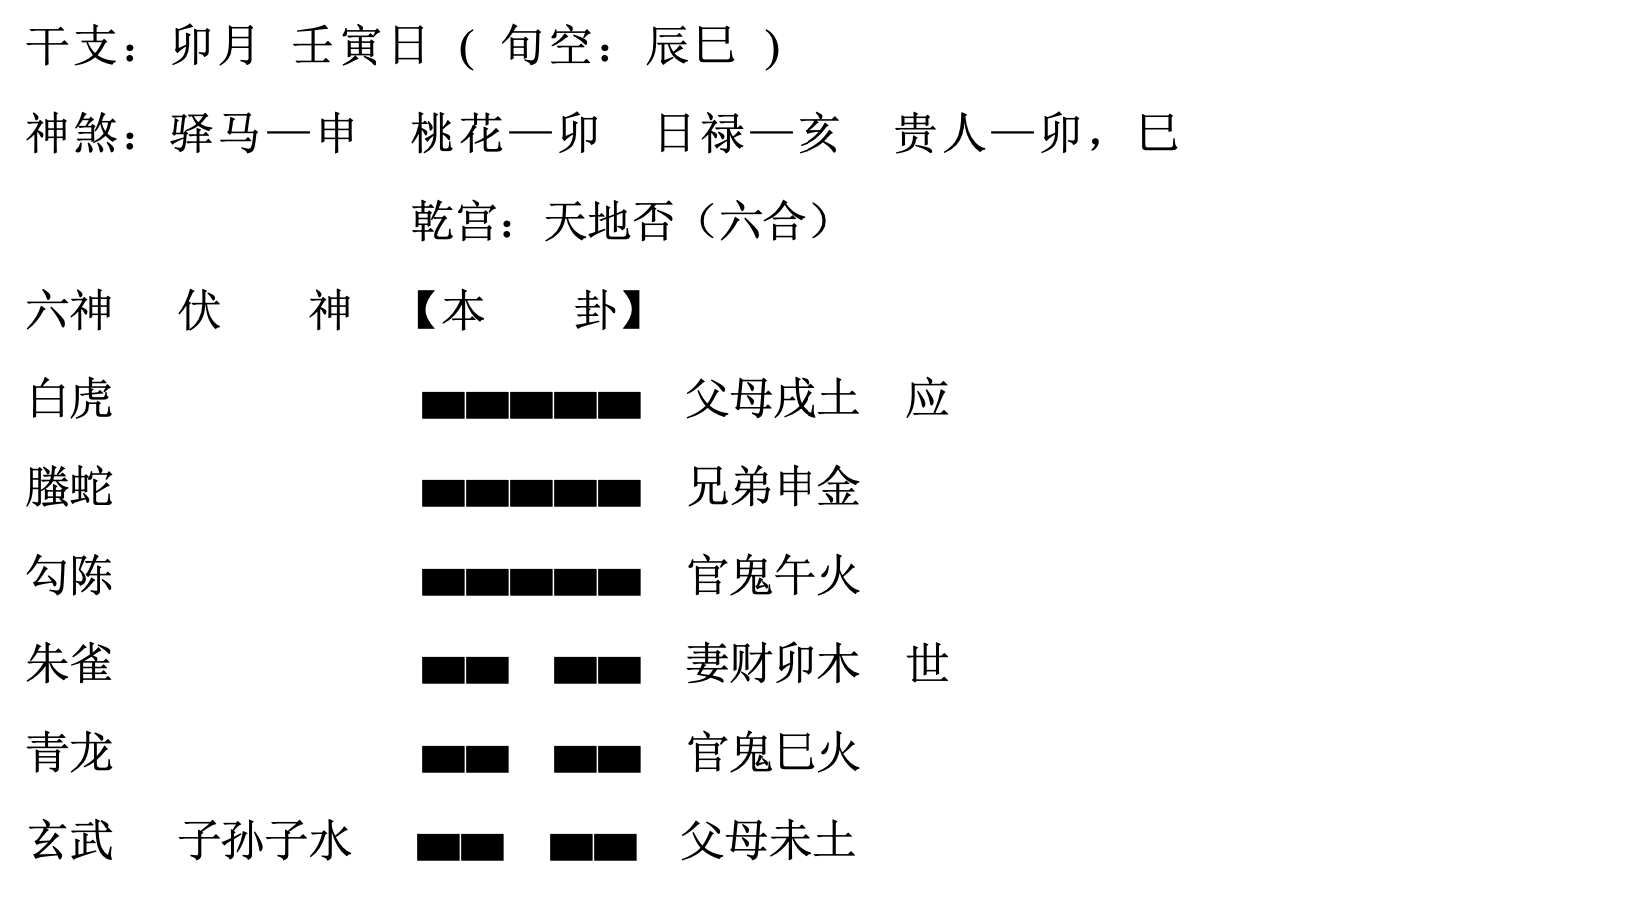 干支：卯月 壬寅日 ( 旬空：辰巳 )
神煞：驿马—申 桃花—卯 日禄—亥 贵人—卯，巳
乾宫：天地否（六合）
六神 伏 神 【本 卦】
白虎 ▅▅▅▅▅ 父母戌土 应
螣蛇 ▅▅▅▅▅ 兄弟申金
勾陈 ▅▅▅▅▅ 官鬼午火
朱雀 ▅▅ ▅▅ 妻财卯木 世
青龙 ▅▅ ▅▅ 官鬼巳火
玄武 子孙子水 ▅▅ ▅▅ 父母未土